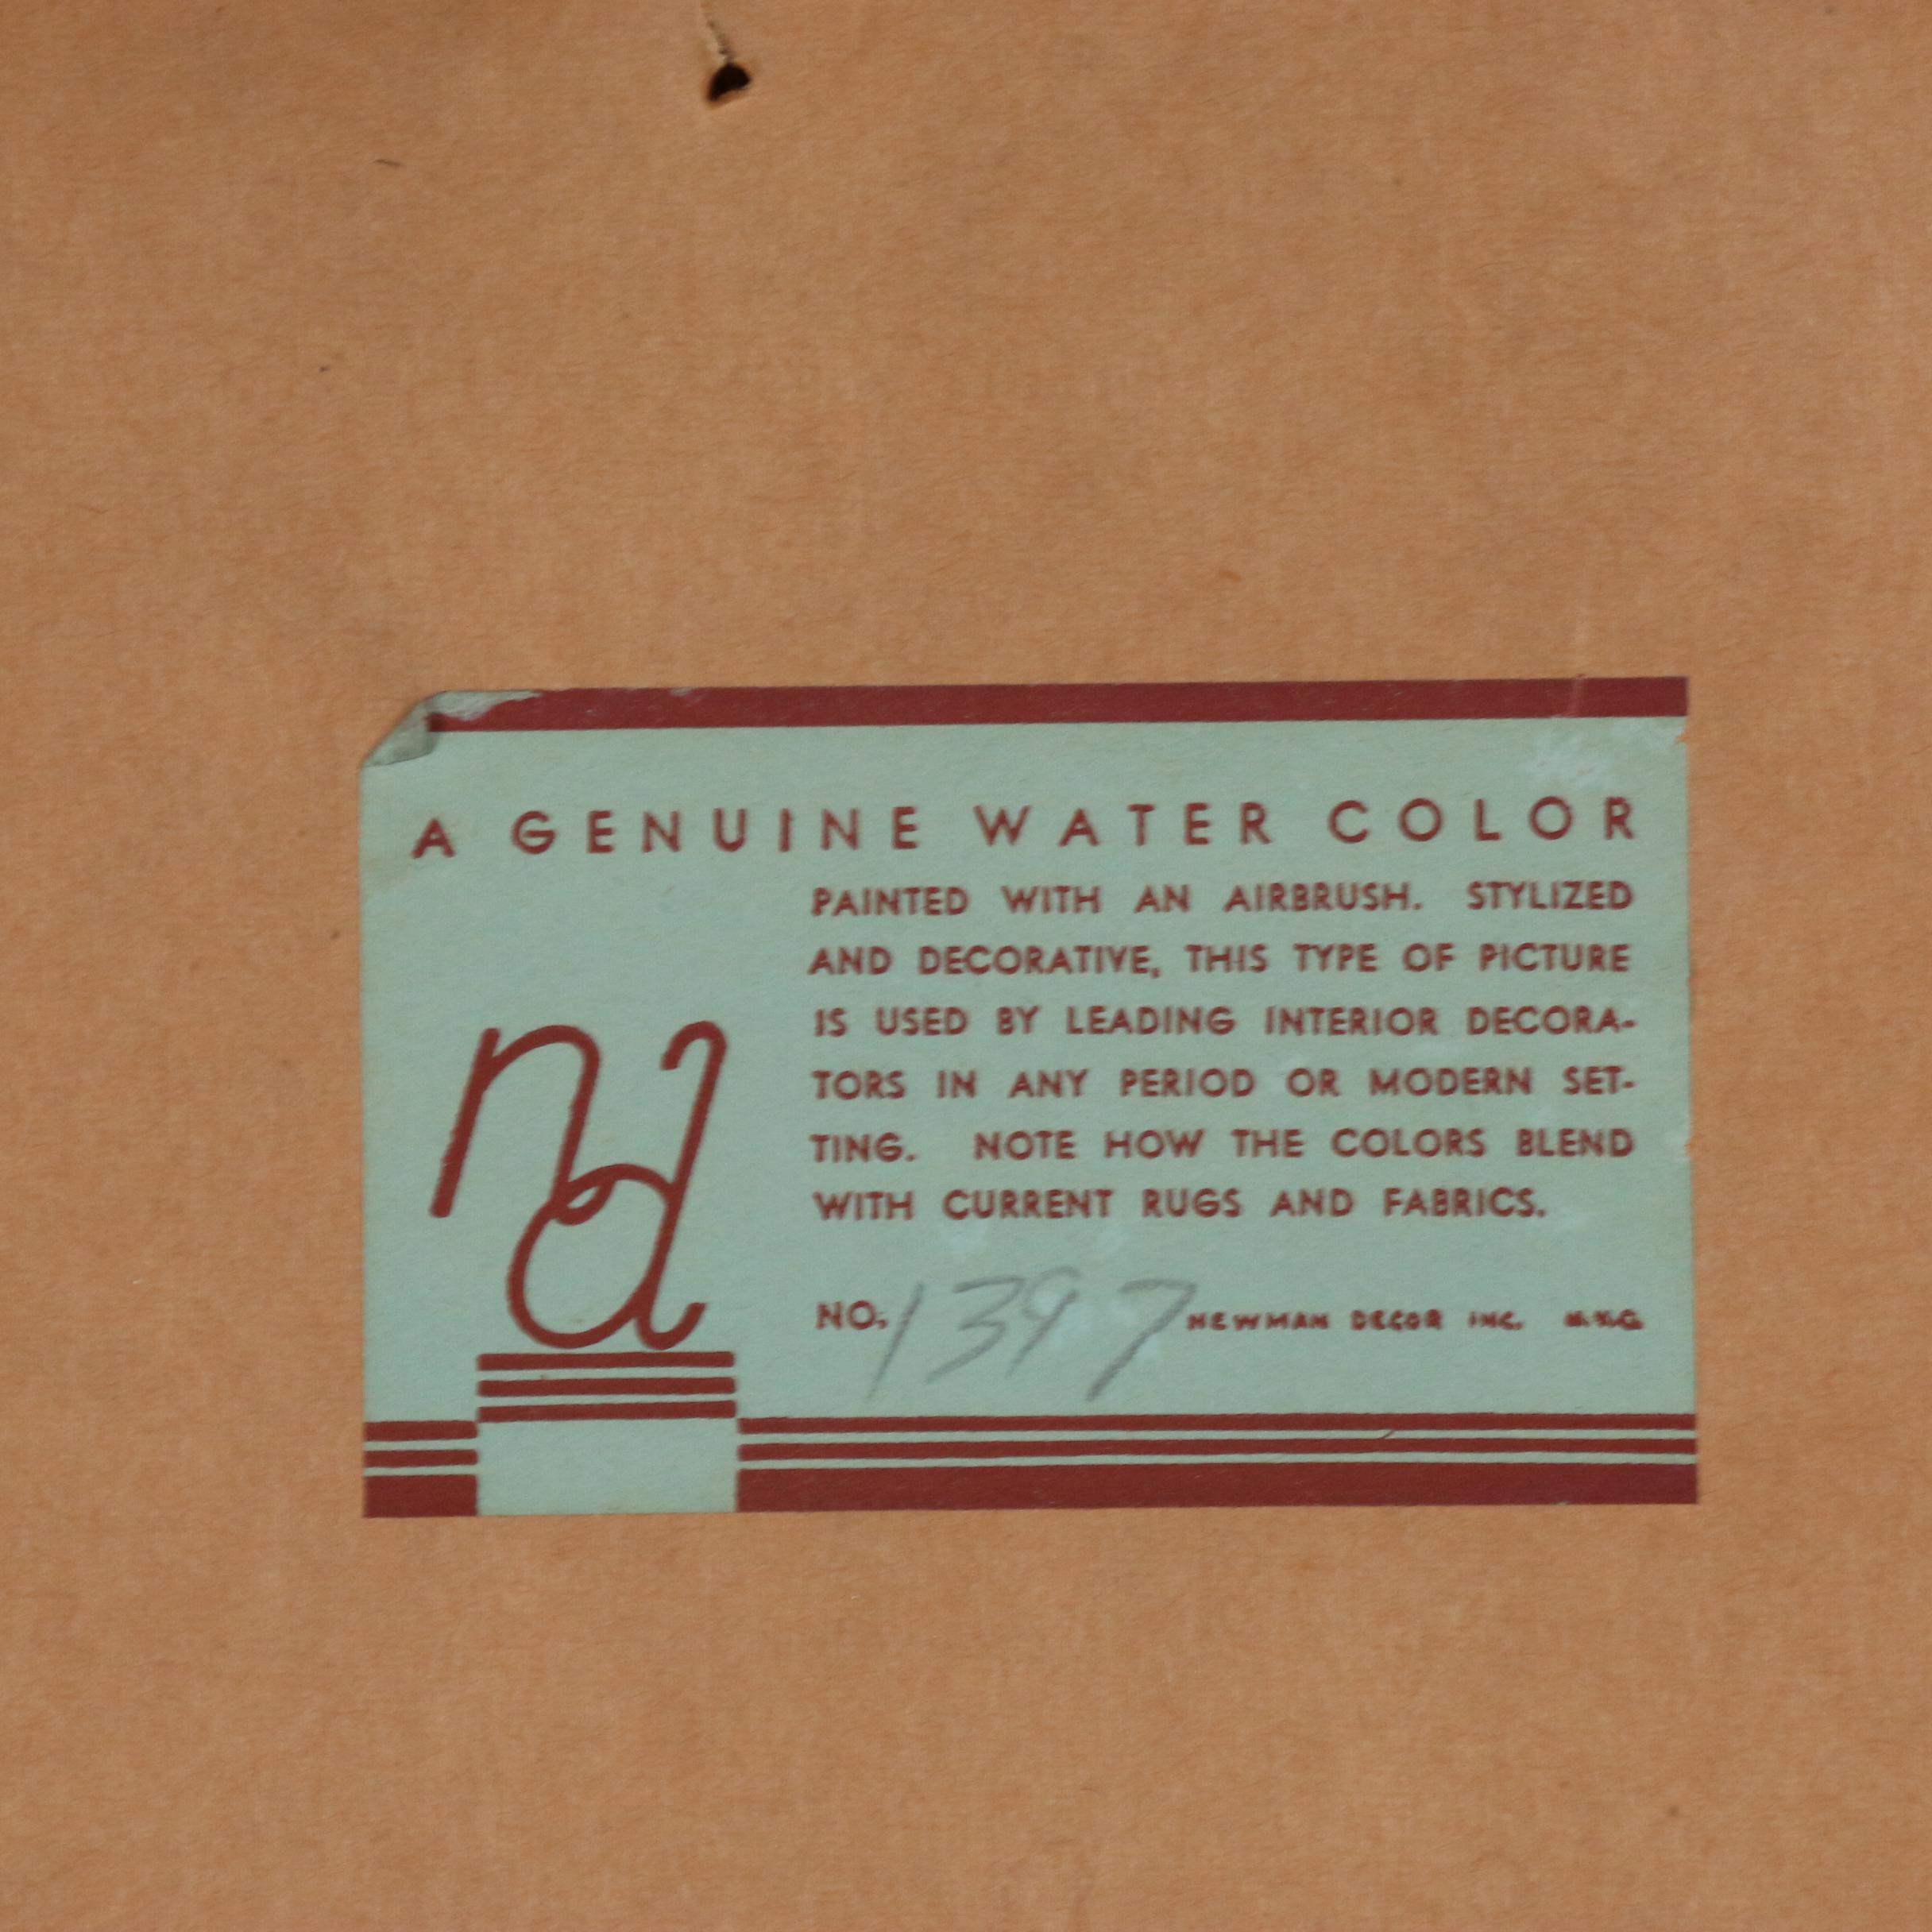 A GENUINE WATER COLOR
PAINTED WITH AN AIRBRUSH. STYLIZED
AND DECORATIVE, THIS TYPE OF PICTURE
IS USED BY LEADING INTERIOR DECORA-
TORS IN ANY PERIOD OR MODERN SET-
TING. NOTE HOW THE COLORS BLEND
WITH CURRENT RUGS AND FABRICS.
nd
NO. 1397 NEWMAN DECOR INC. N.Y.C.